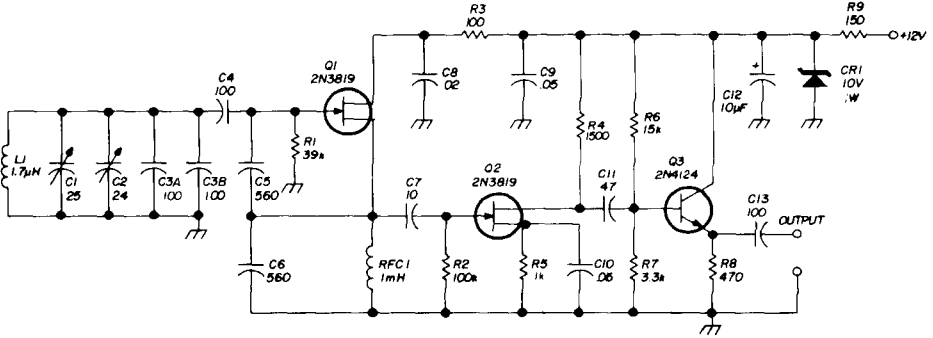 R3
100
R9
150
+12V
Q1
2N3819
C4
100
C8
.02
C9
.05
C12
10µF
CR1
10V
1W
R4
1500
R6
15k
R1
39k
L1
1.7µH
C1
25
C2
24
C3A
100
C3B
100
C5
560
C7
10
Q2
2N3819
C11
47
Q3
2N4124
C13
100
OUTPUT
C6
560
RFC1
1mH
R2
100k
R5
1k
C10
.05
R7
3.3k
R8
470